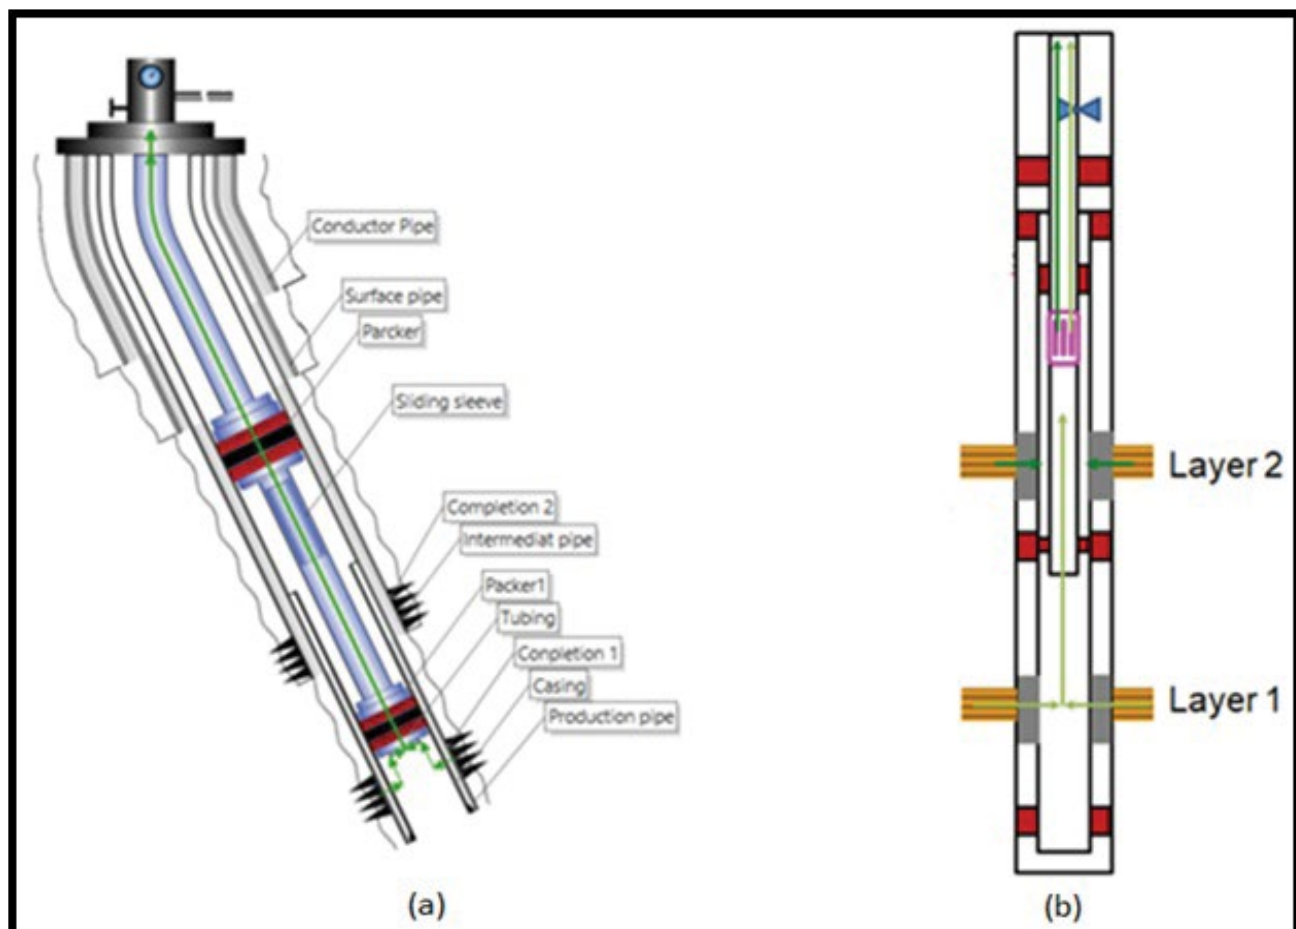 Conductor Pipe
Surface pipe
Parcker
Sliding sleeve
Completion 2
Intermediat pipe
Packer1
Tubing
Conpletion 1
Casing
Production pipe
(a)
Layer 2
Layer 1
(b)